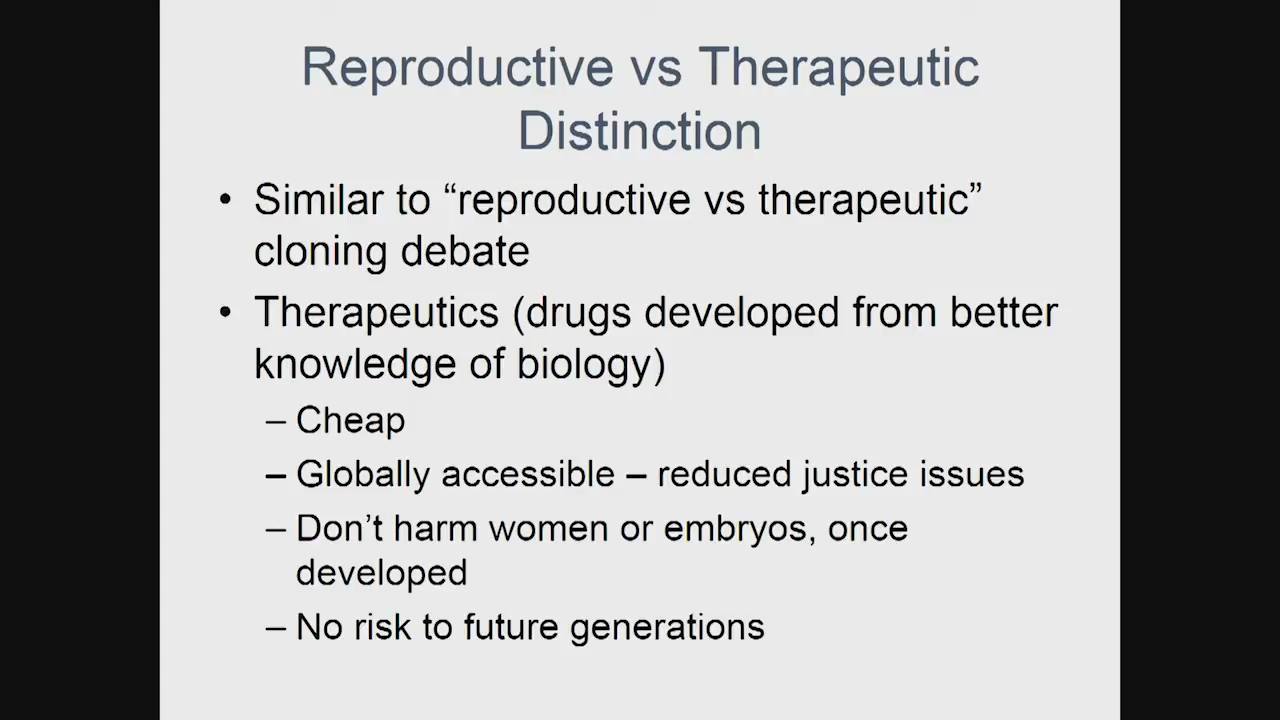 Reproductive vs Therapeutic
Distinction
• Similar to “reproductive vs therapeutic”
cloning debate
• Therapeutics (drugs developed from better
knowledge of biology)
– Cheap
– Globally accessible – reduced justice issues
– Don’t harm women or embryos, once
developed
– No risk to future generations